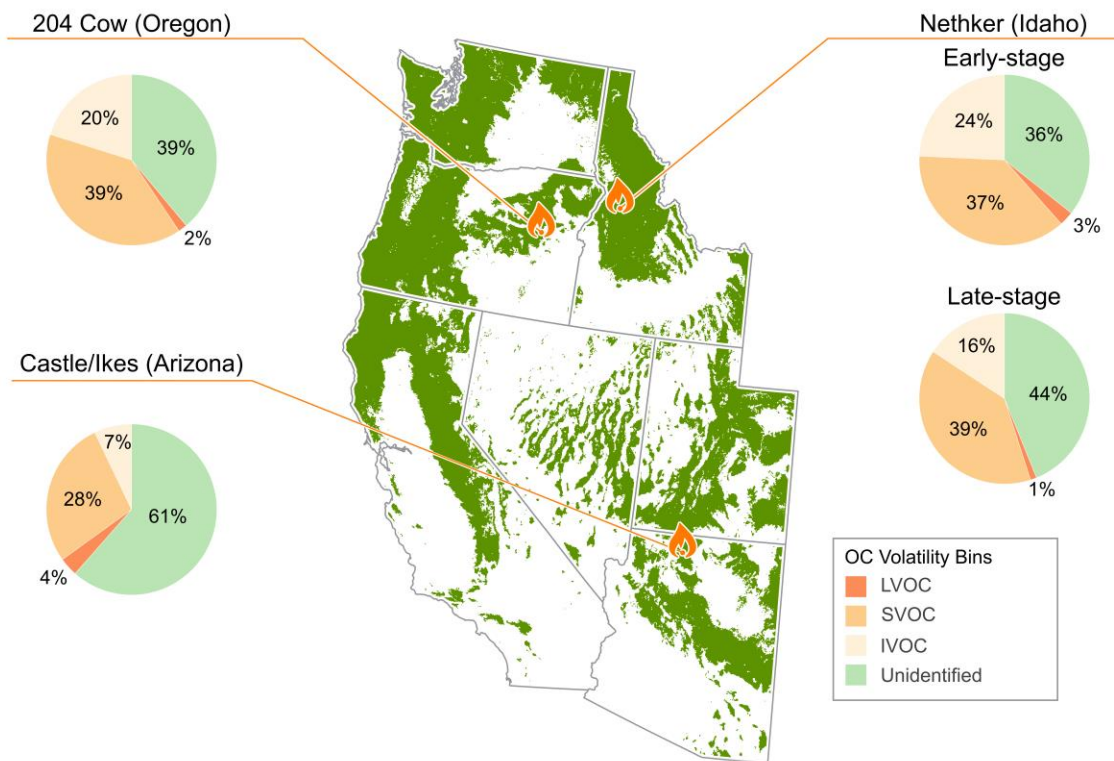 204 Cow (Oregon)
20%
39%
39%
2%
Nethker (Idaho)
Early-stage
24%
36%
37%
3%
Late-stage
16%
44%
39%
1%
Castle/Ikes (Arizona)
7%
28%
61%
4%
OC Volatility Bins
LVOC
SVOC
IVOC
Unidentified